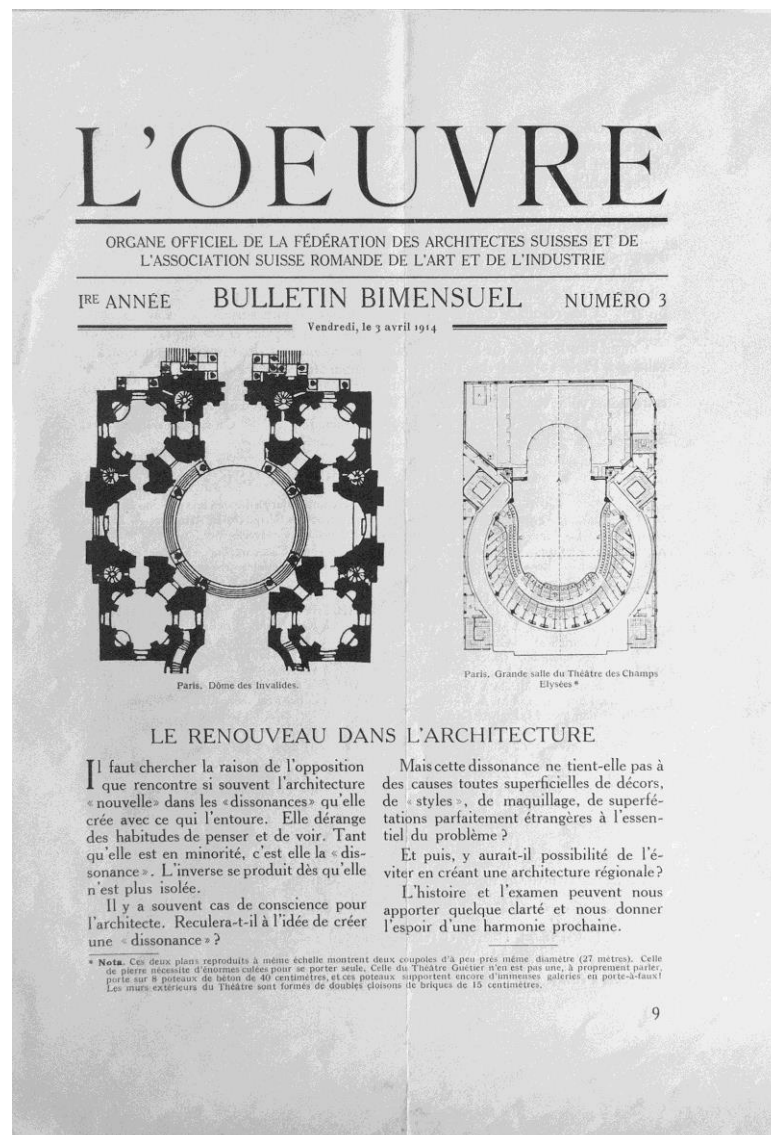 L'OEUVRE
ORGANE OFFICIEL DE LA FÉDÉRATION DES ARCHITECTES SUISSES ET DE
L'ASSOCIATION SUISSE ROMANDE DE L'ART ET DE L'INDUSTRIE
IRE ANNÉE BULLETIN BIMENSUEL NUMÉRO 3
Vendredi, le 3 avril 1914
Paris. Dôme des Invalides.
Paris. Grande salle du Théâtre des Champs
Elysées *
LE RENOUVEAU DANS L'ARCHITECTURE
Il faut chercher la raison de l'opposition
que rencontre si souvent l'architecture
« nouvelle» dans les «dissonances» qu'elle
crée avec ce qui l'entoure. Elle dérange
des habitudes de penser et de voir. Tant
qu'elle est en minorité, c'est elle la « dis-
sonance ». L'inverse se produit dès qu'elle
n'est plus isolée.
Il y a souvent cas de conscience pour
l'architecte. Reculera-t-il à l'idée de créer
une « dissonance » ?
Mais cette dissonance ne tient-elle pas à
des causes toutes superficielles de décors,
de « styles », de maquillage, de superfé-
tations parfaitement étrangères à l'essen-
tiel du problème ?
Et puis, y aurait-il possibilité de l'é-
viter en créant une architecture régionale?
L'histoire et l'examen peuvent nous
apporter quelque clarté et nous donner
l'espoir d'une harmonie prochaine.
* Nota. Ces deux plans reproduits à même échelle montrent deux coupoles d'à peu près même diamètre (27 mètres). Celle
de pierre nécessite d'énormes culées pour se porter seule. Celle du Théâtre Guétier n'en est pas une, à proprement parler,
porte sur 8 poteaux de béton de 40 centimètres, et ces poteaux supportent encore d'immenses galeries en porte-à-faux!
Les murs extérieurs du Théâtre sont formés de doubles cloisons de briques de 15 centimètres.
9